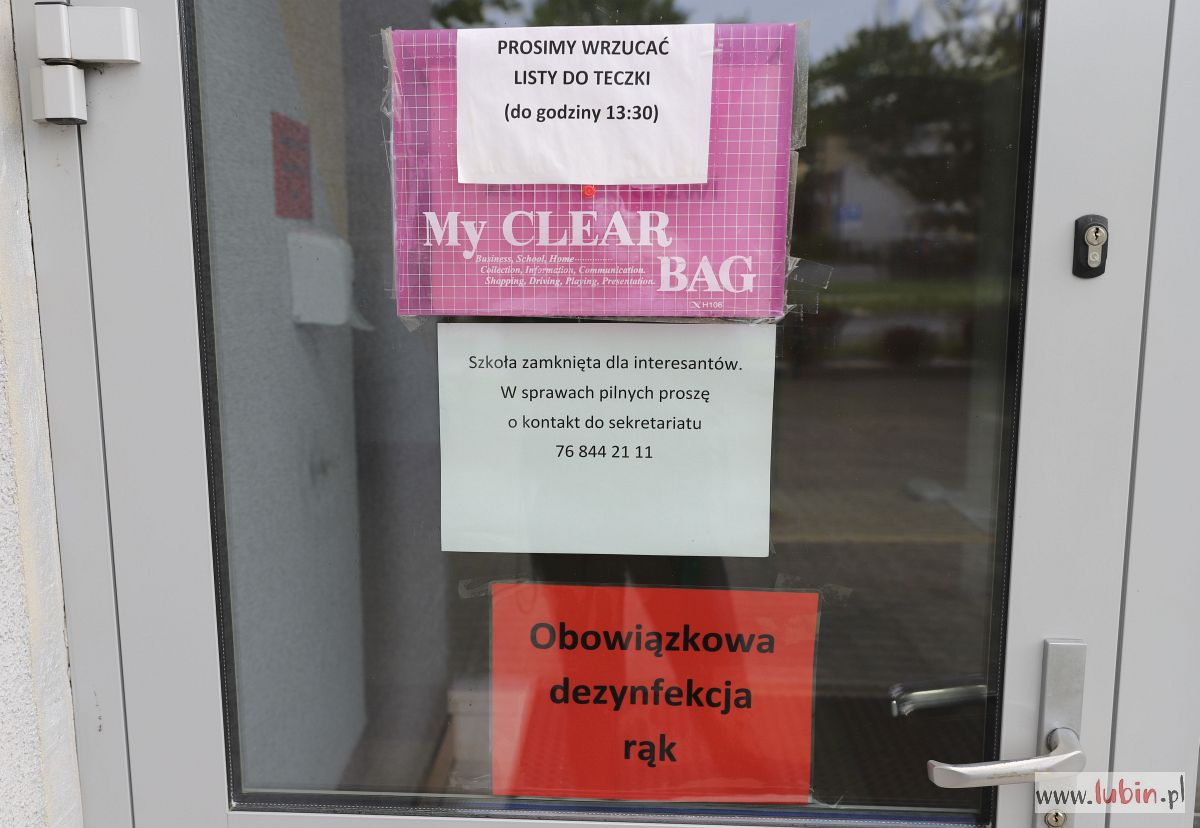 PROSIMY WRZUCAĆ
LISTY DO TECZKI
(do godziny 13:30)
My CLEAR
BAG
Business, School, Home
Collection, Information, Communication.
Shopping, Driving, Playing, Presentation.
H106
Szkoła zamknięta dla interesantów.
W sprawach pilnych proszę
o kontakt do sekretariatu
76 844 21 11
Obowiązkowa
dezynfekcja
rąk
www.lubin.pl